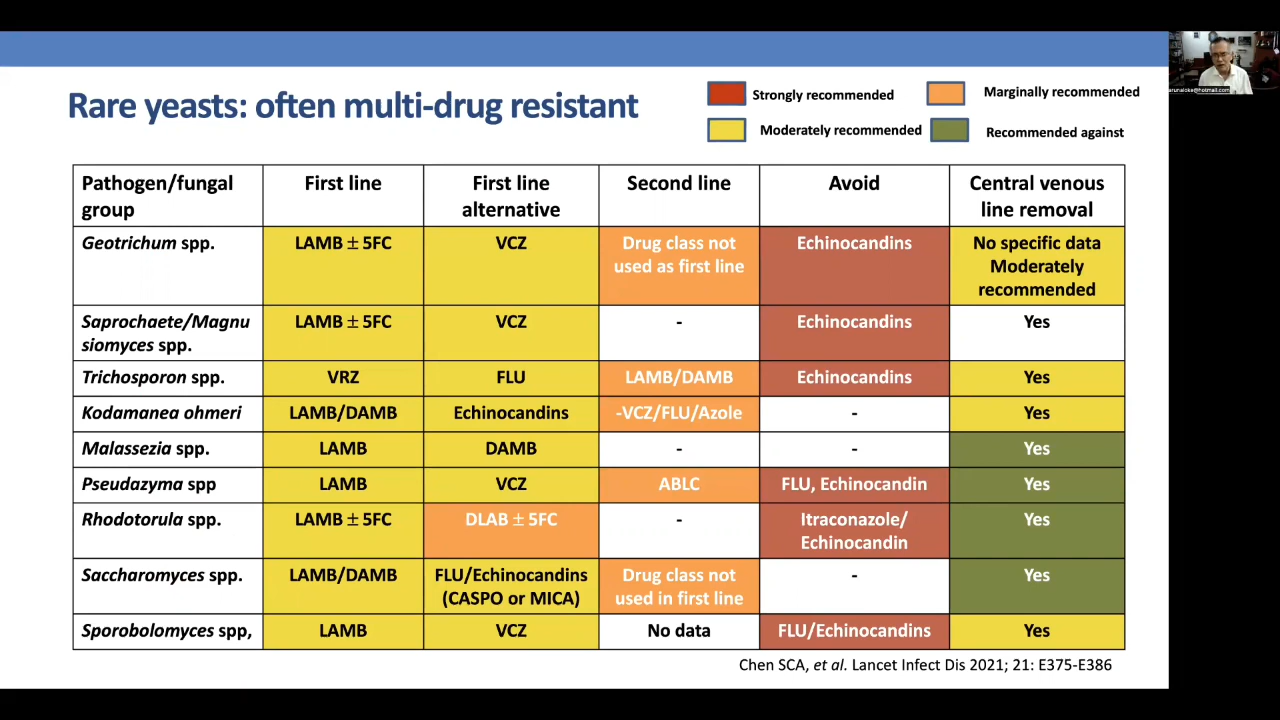 Rare yeasts: often multi-drug resistant
Strongly recommended
Marginally recommended
Moderately recommended
Recommended against
arunaloke@hotmail.com
Pathogen/fungal
group
First line
First line
alternative
Second line
Avoid
Central venous
line removal
Geotrichum spp.
LAMB ± 5FC
VCZ
Drug class not
used as first line
Echinocandins
No specific data
Moderately
recommended
Saprochaete/Magnu
siomyces spp.
LAMB ± 5FC
VCZ
-
Echinocandins
Yes
Trichosporon spp.
VRZ
FLU
LAMB/DAMB
Echinocandins
Yes
Kodamanea ohmeri
LAMB/DAMB
Echinocandins
-VCZ/FLU/Azole
-
Yes
Malassezia spp.
LAMB
DAMB
-
-
Yes
Pseudazyma spp
LAMB
VCZ
ABLC
FLU, Echinocandin
Yes
Rhodotorula spp.
LAMB ± 5FC
DLAB ± 5FC
-
Itraconazole/
Echinocandin
Yes
Saccharomyces spp.
LAMB/DAMB
FLU/Echinocandins
(CASPO or MICA)
Drug class not
used in first line
-
Yes
Sporobolomyces spp,
LAMB
VCZ
No data
FLU/Echinocandins
Yes
Chen SCA, et al. Lancet Infect Dis 2021; 21: E375-E386